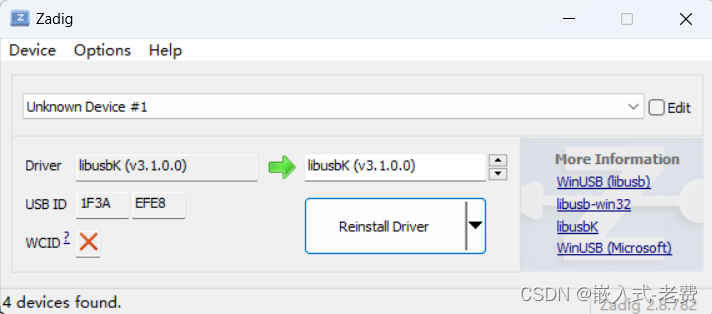 Zadig
Device Options Help
Unknown Device #1 Edit
Driver libusbK (v3.1.0.0) libusbK (v3.1.0.0)
USB ID 1F3A EFE8
WCID ?
Reinstall Driver
More Information
WinUSB (libusb)
libusb-win32
libusbK
WinUSB (Microsoft)
4 devices found.
Zadig 2.8.782
CSDN @嵌入式-老费